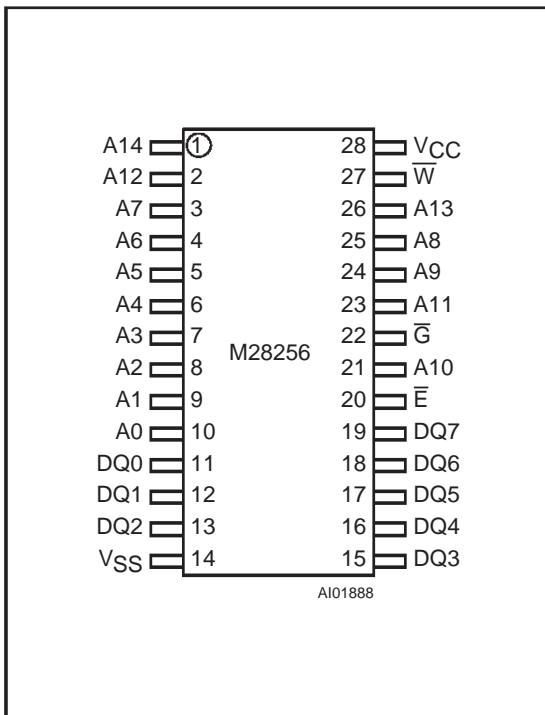 A14 1 28 VCC
A12 2 27 W̅
A7 3 26 A13
A6 4 25 A8
A5 5 24 A9
A4 6 23 A11
A3 7 22 G̅
M28256
A2 8 21 A10
A1 9 20 E̅
A0 10 19 DQ7
DQ0 11 18 DQ6
DQ1 12 17 DQ5
DQ2 13 16 DQ4
VSS 14 15 DQ3
AI01888